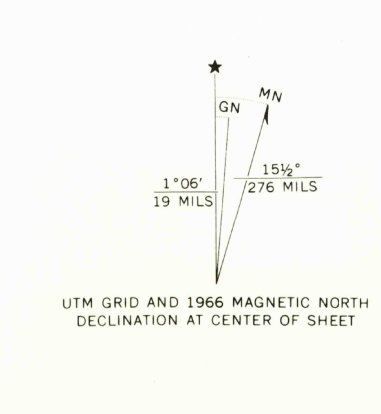 MN
GN
15½°
276 MILS
1°06′
19 MILS
UTM GRID AND 1966 MAGNETIC NORTH
DECLINATION AT CENTER OF SHEET